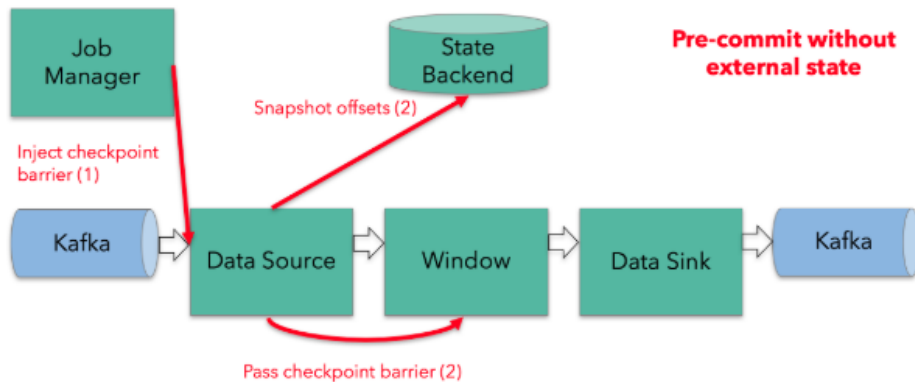 Job
Manager
State
Backend
Pre-commit without
external state
Snapshot offsets (2)
Inject checkpoint
barrier (1)
Kafka
Data Source
Window
Data Sink
Kafka
Pass checkpoint barrier (2)